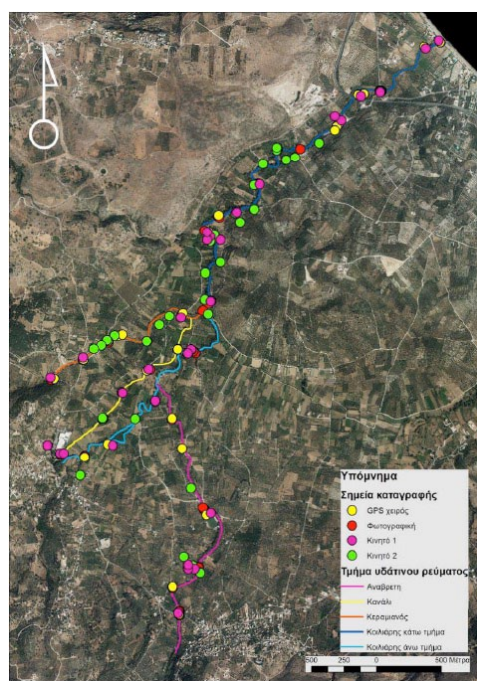 Υπόμνημα
Σημεία καταγραφής
GPS χειρός
Φωτογραφική
Κινητό 1
Κινητό 2
Τμήμα υδάτινου ρεύματος
Αναβρετη
Κανάλι
Κεραμιανός
Κοιλιάρης κάτω τμήμα
Κοιλιάρης άνω τμήμα
500 250 0 500 Μέτρα